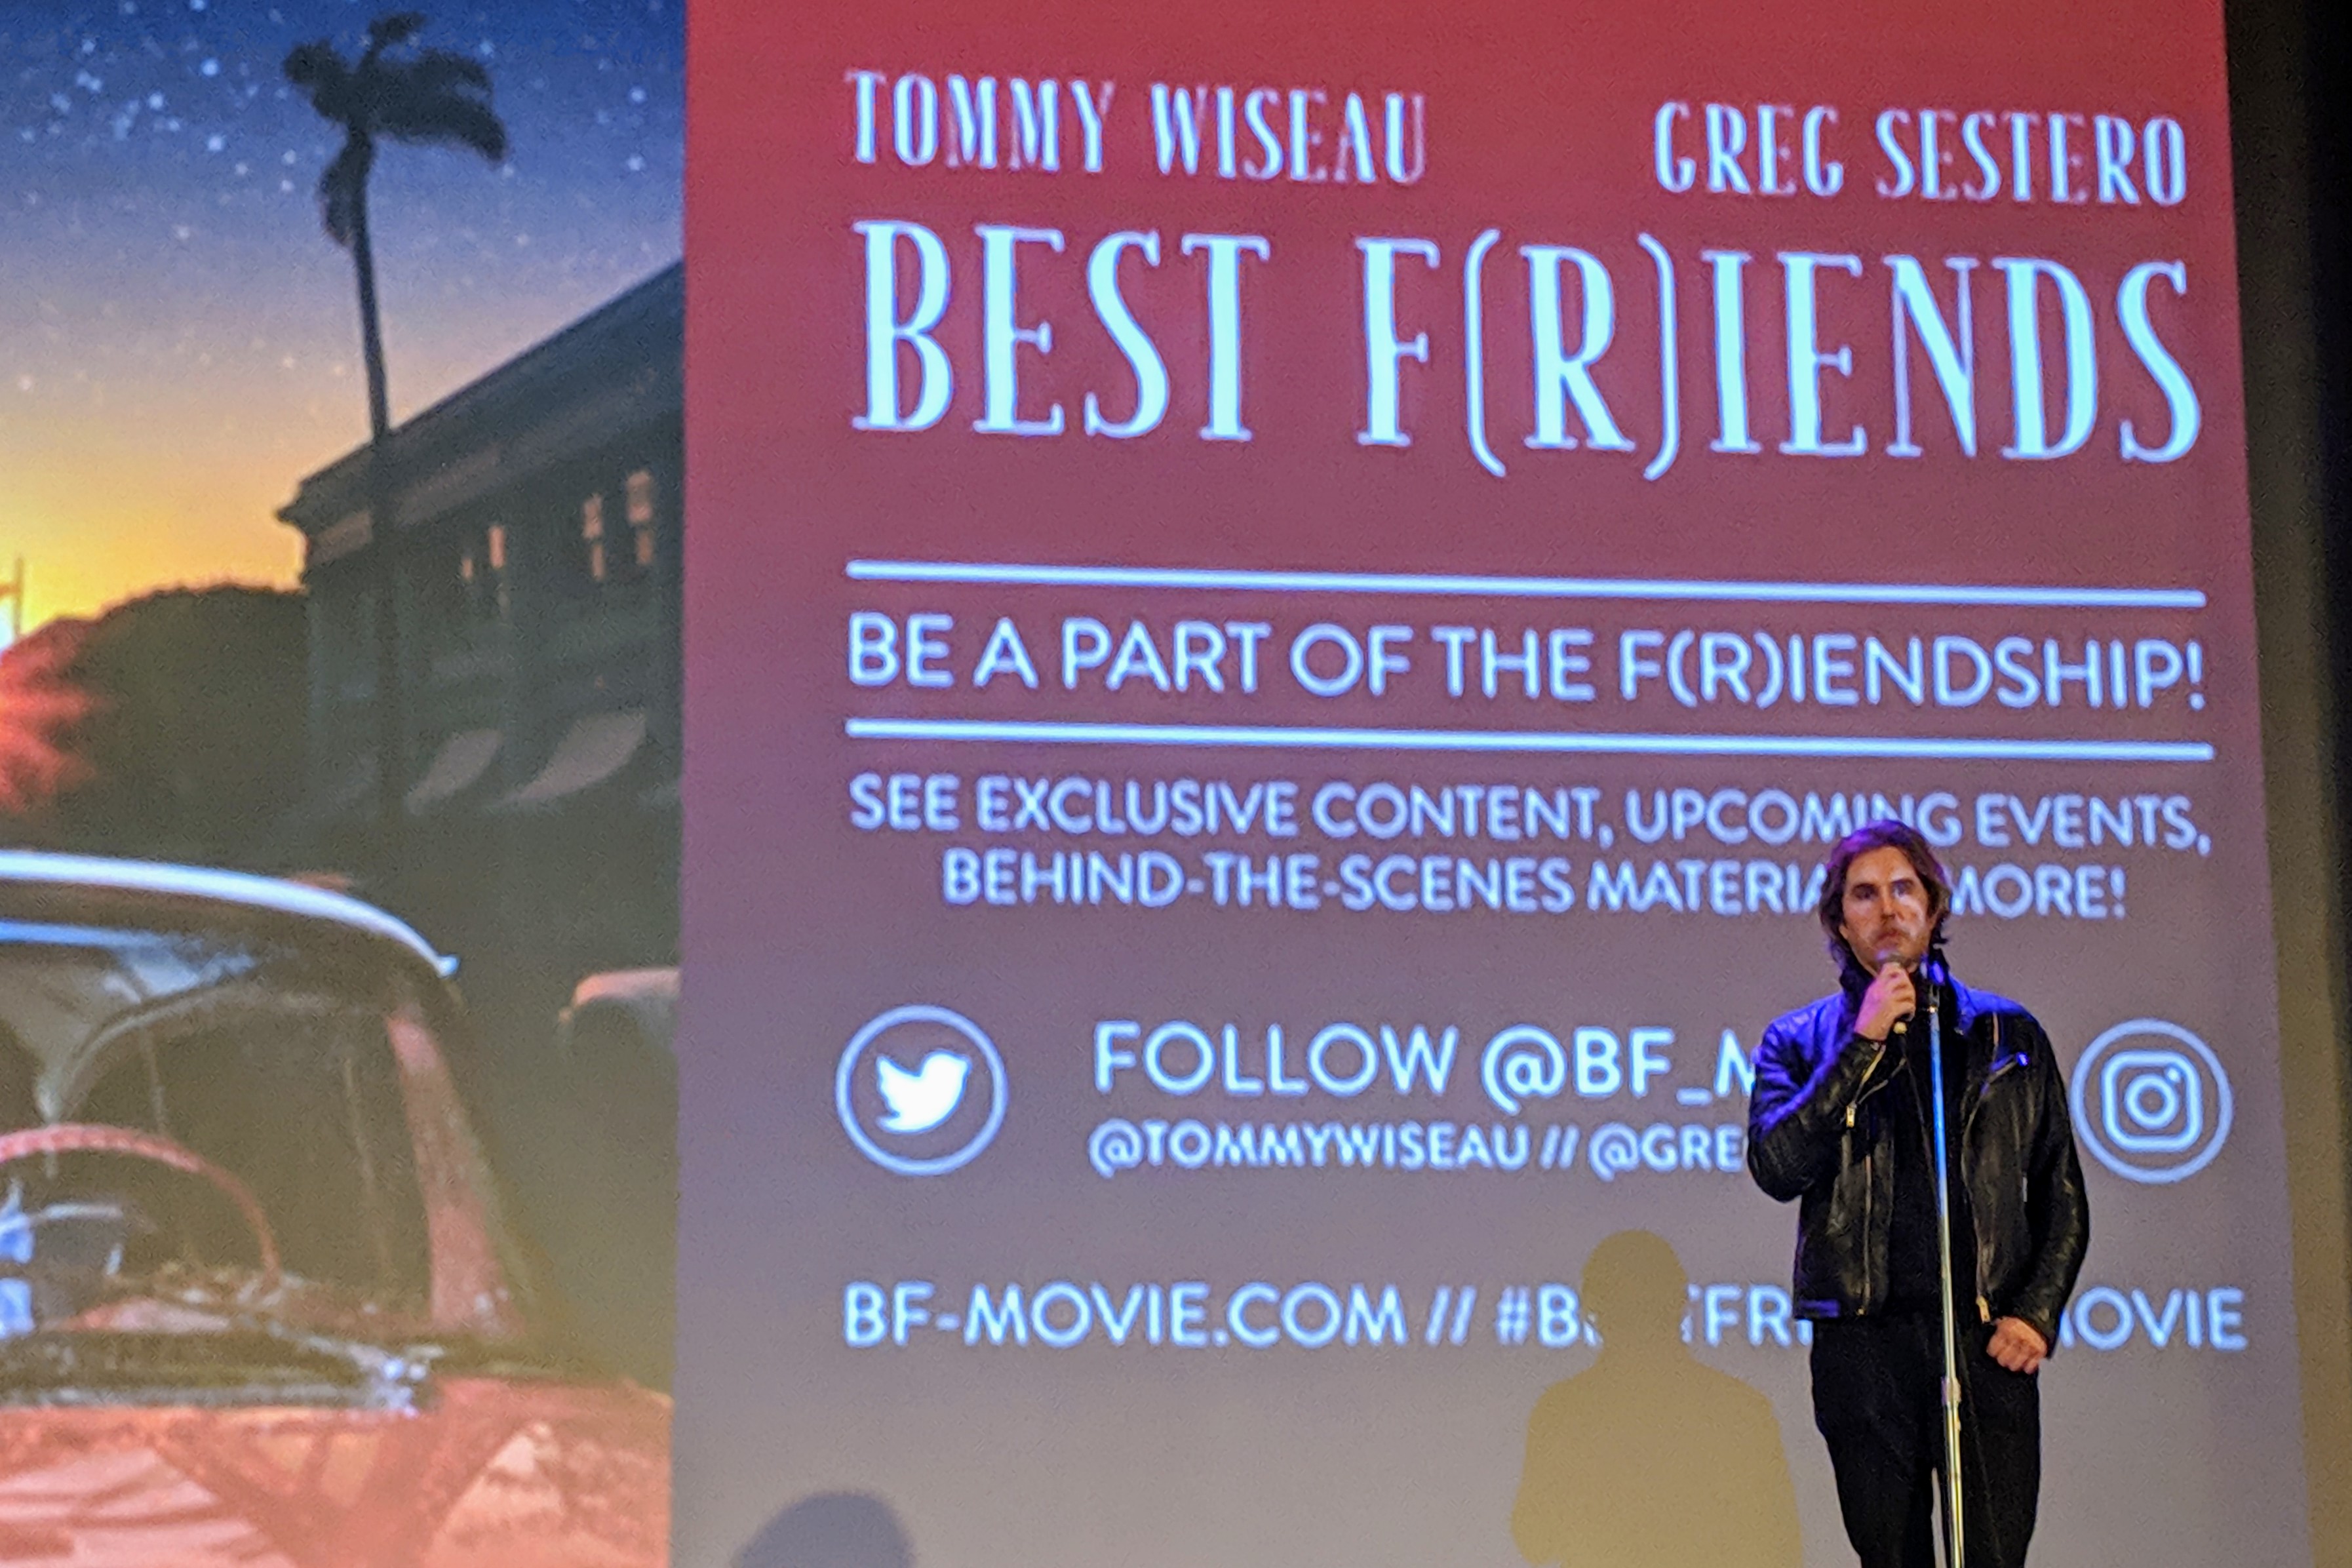 TOMMY WISEAU GREG SESTERO
BEST F(R)IENDS
BE A PART OF THE F(R)IENDSHIP!
SEE EXCLUSIVE CONTENT, UPCOMING EVENTS,
BEHIND-THE-SCENES MORE!
FOLLOW
@TOMMYWISEAU //
BF-MOVIE.COM //